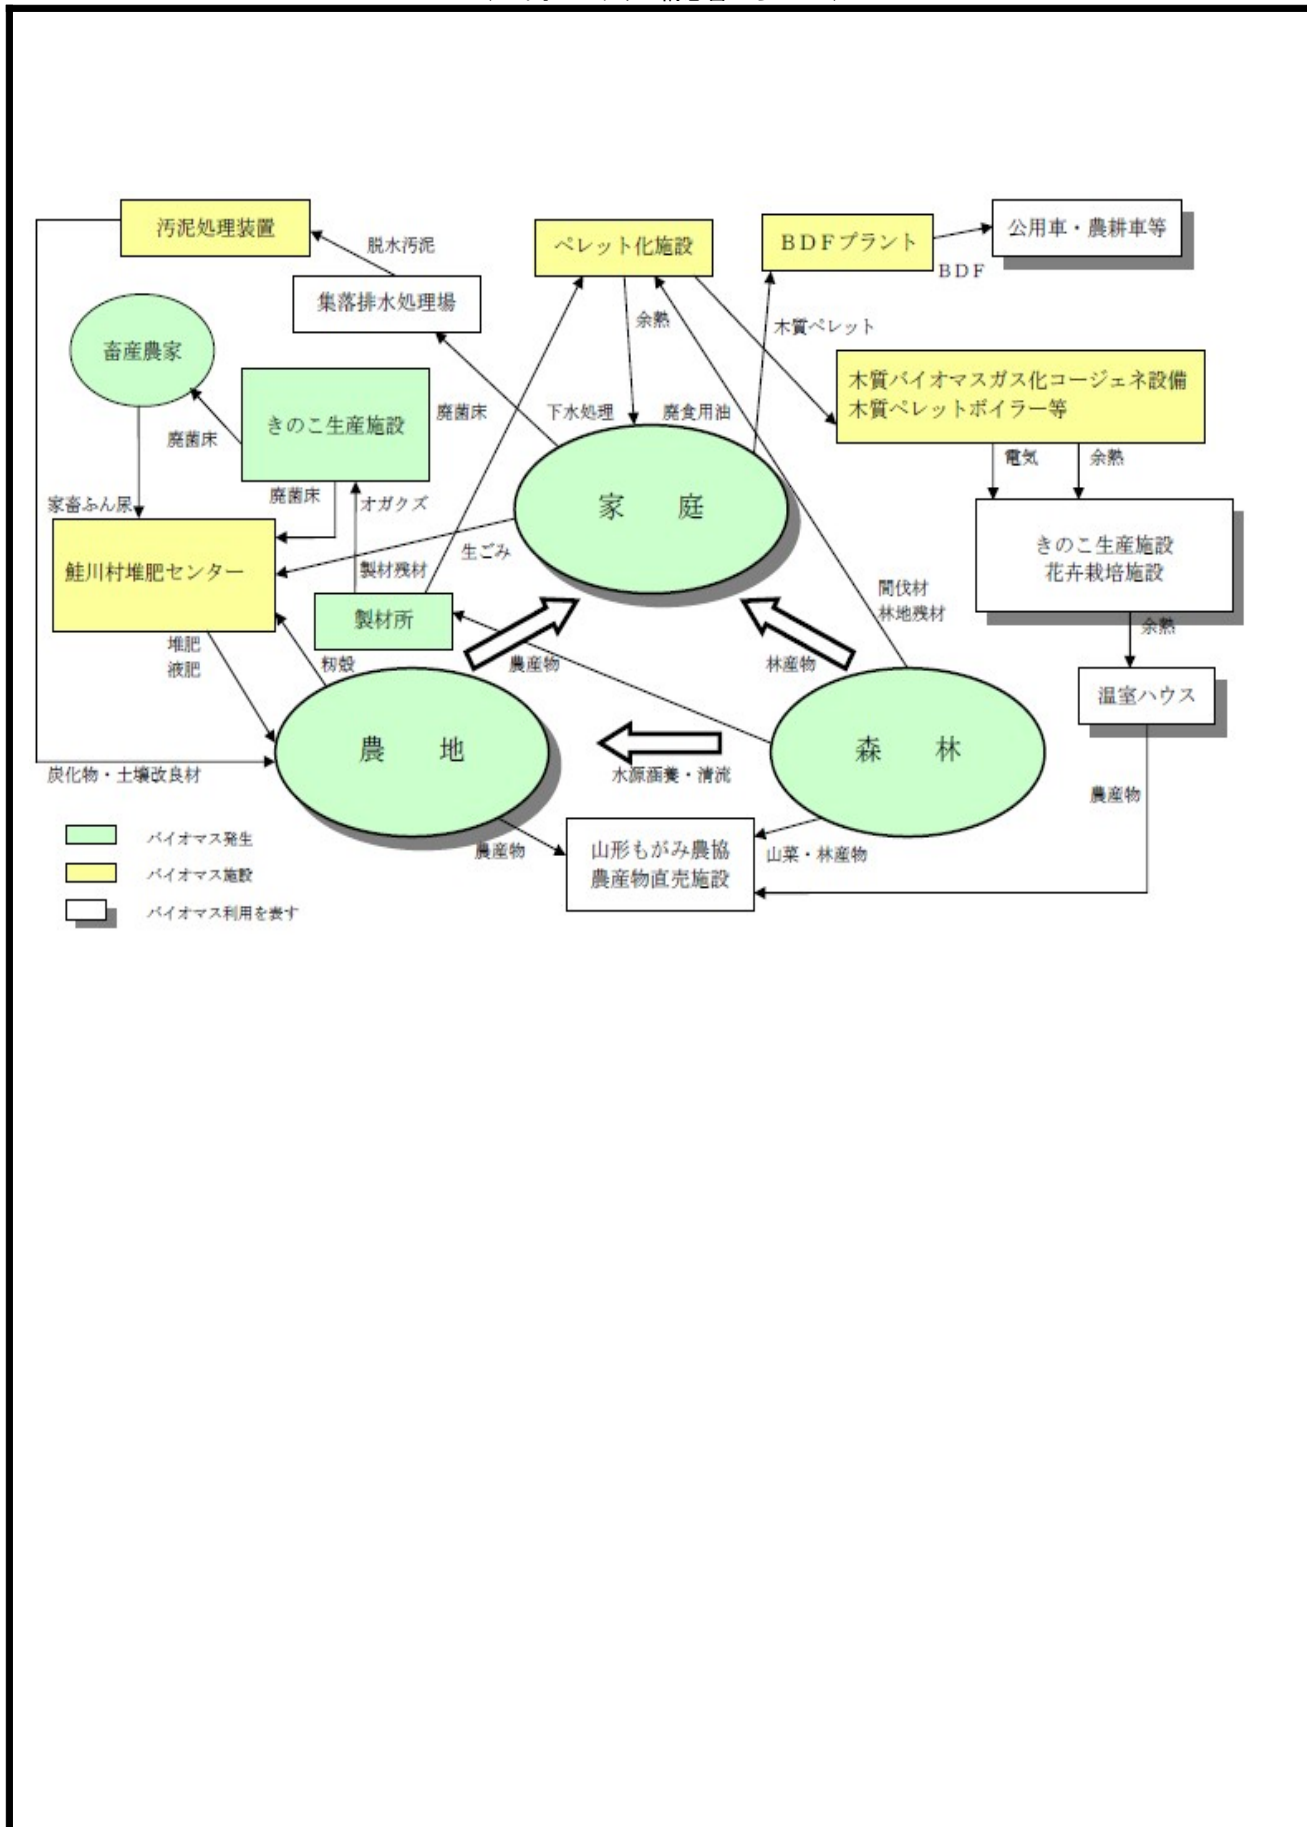 汚泥処理装置
脱水汚泥
集落排水処理場
ペレット化施設
余熱
BDFプラント
BDF
公用車・農耕車等
木質ペレット
畜産農家
廃菌床
きのこ生産施設
廃菌床
下水処理
廃食用油
木質バイオマスガス化コージェネ設備
木質ペレットボイラー等
電気
余熱
家畜ふん尿
廃菌床
オガクズ
家 庭
生ごみ
鮭川村堆肥センター
製材残材
製材所
きのこ生産施設
花卉栽培施設
間伐材
林地残材
余熱
堆肥
液肥
籾殻
農産物
林産物
温室ハウス
農 地
森 林
水源涵養・清流
炭化物・土壌改良材
農産物
農産物
山形もがみ農協
農産物直売施設
山菜・林産物
バイオマス発生
バイオマス施設
バイオマス利用を表す